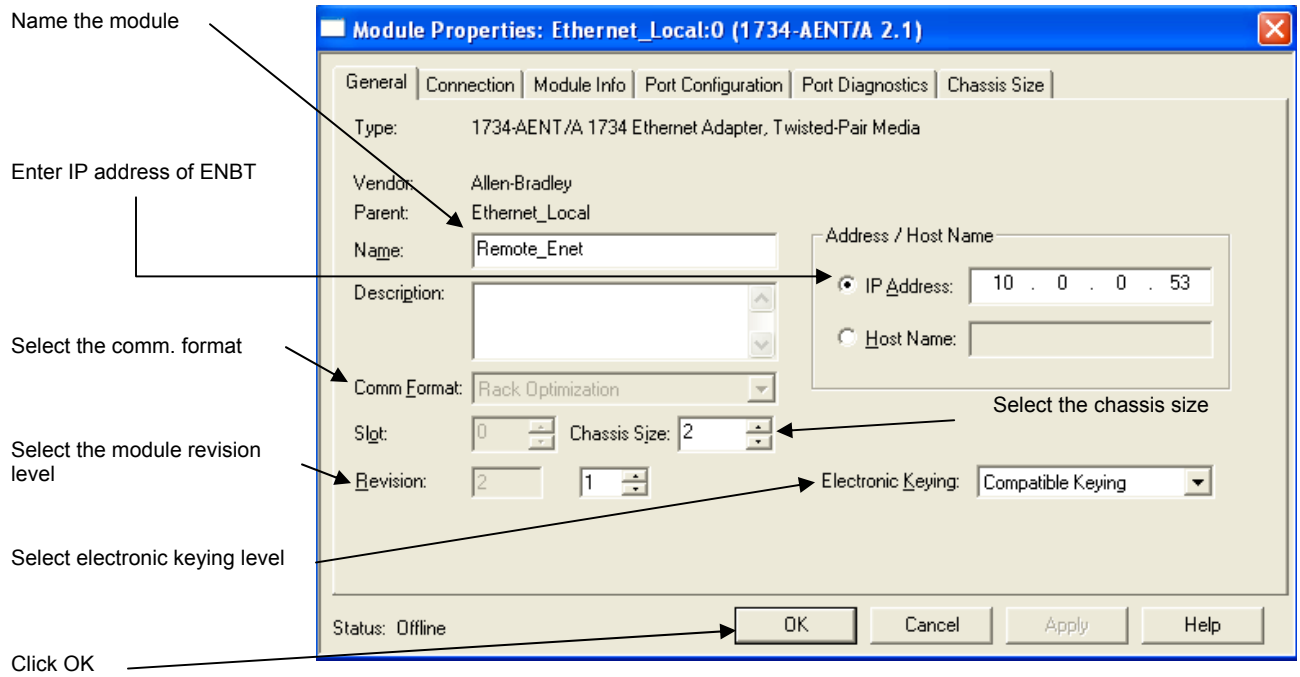 Name the module
Enter IP address of ENBT
Select the comm. format
Select the module revision
level
Select electronic keying level
Click OK
Module Properties: Ethernet_Local:0 (1734-AENT/A 2.1)
General Connection Module Info Port Configuration Port Diagnostics Chassis Size
Type: 1734-AENT/A 1734 Ethernet Adapter, Twisted-Pair Media
Vendor: Allen-Bradley
Parent: Ethernet_Local
Name: Remote_Enet
Address / Host Name
IP Address: 10 . 0 . 0 . 53
Description:
Host Name:
Comm Format: Rack Optimization
Select the chassis size
Slot: 0 Chassis Size: 2
Revision: 2 1 Electronic Keying: Compatible Keying
Status: Offline OK Cancel Apply Help